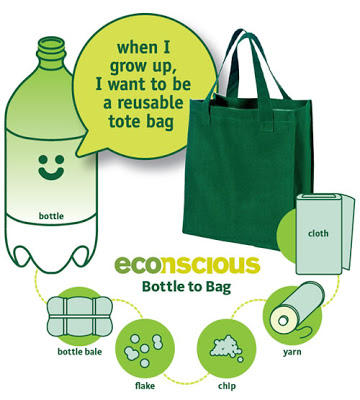 when I
grow up,
I want to be
a reusable
tote bag
bottle
cloth
econscious
Bottle to Bag
bottle bale
yarn
flake
chip